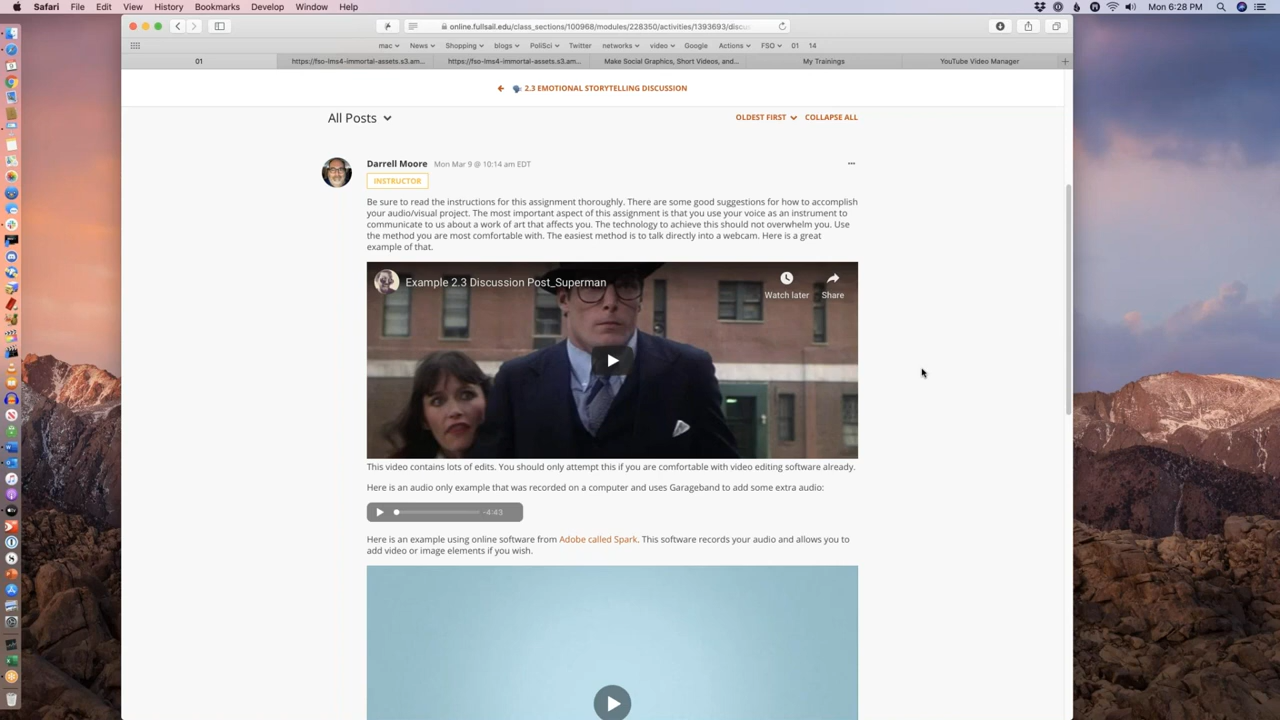 Safari File Edit View History Bookmarks Develop Window Help
Mon 6:28 PM
online.fullsail.edu/class_sections/100968/modules/228350/activities/1393693/discu...
mac News Shopping blogs PoliSci Twitter networks video Google Actions FSO 01 14
01
https://fso-lms4-immortal-assets.s3.am...
https://fso-lms4-immortal-assets.s3.am...
Make Social Graphics, Short Videos, and...
My Trainings
YouTube Video Manager
2.3 EMOTIONAL STORYTELLING DISCUSSION
All Posts
OLDEST FIRST COLLAPSE ALL
Darrell Moore Mon Mar 9 @ 10:14 am EDT
INSTRUCTOR
Be sure to read the instructions for this assignment thoroughly. There are some good suggestions for how to accomplish
your audio/visual project. The most important aspect of this assignment is that you use your voice as an instrument to
communicate to us about a work of art that affects you. The technology to achieve this should not overwhelm you. Use
the method you are most comfortable with. The easiest method is to talk directly into a webcam. Here is a great
example of that.
Example 2.3 Discussion Post_Superman
Watch later Share
This video contains lots of edits. You should only attempt this if you are comfortable with video editing software already.
Here is an audio only example that was recorded on a computer and uses Garageband to add some extra audio:
-4:43
Here is an example using online software from Adobe called Spark. This software records your audio and allows you to
add video or image elements if you wish.